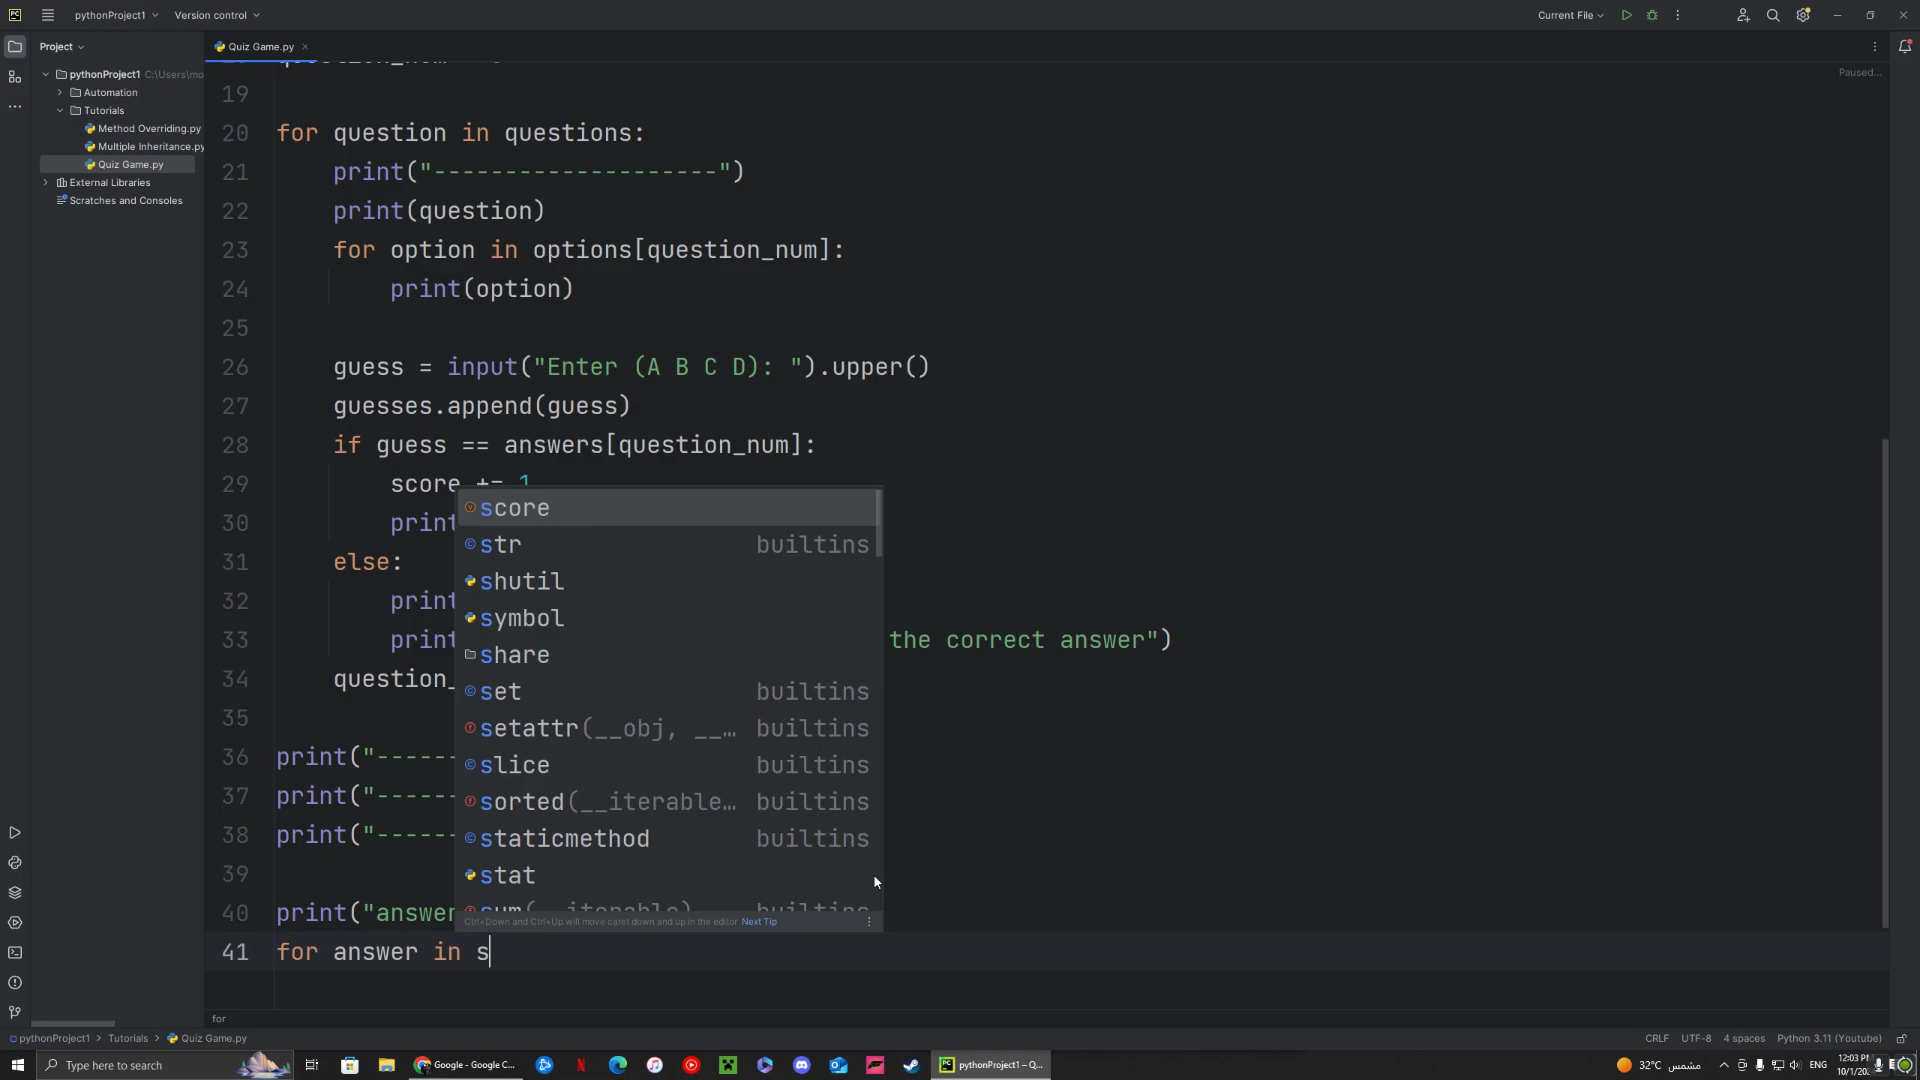 pythonProject1
Version control
Current File
Project
Quiz Game.py
Paused...
pythonProject1 C:\Users\mo
Automation
Tutorials
Method Overriding.py
Multiple Inheritance.py
Quiz Game.py
External Libraries
Scratches and Consoles
19
20 for question in questions:
21 print("--------------------")
22 print(question)
23 for option in options[question_num]:
24 print(option)
25
26 guess = input("Enter (A B C D): ").upper()
27 guesses.append(guess)
28 if guess == answers[question_num]:
29 score += 1
30 print
31 else:
32 print
33 print the correct answer")
34 question_
35
36 print("------
37 print("------
38 print("------
39
40 print("answer
41 for answer in s
score
str builtins
shutil
symbol
share
set builtins
setattr(__obj, __… builtins
slice builtins
sorted(__iterable… builtins
staticmethod builtins
stat
sum(__iterable) builtins
Ctrl+Down and Ctrl+Up will move caret down and up in the editor Next Tip
for
pythonProject1 > Tutorials > Quiz Game.py
CRLF UTF-8 4 spaces Python 3.11 (Youtube)
Type here to search
Google - Google C...
pythonProject1 – Q...
32°C مشمس
ENG
12:03 PM